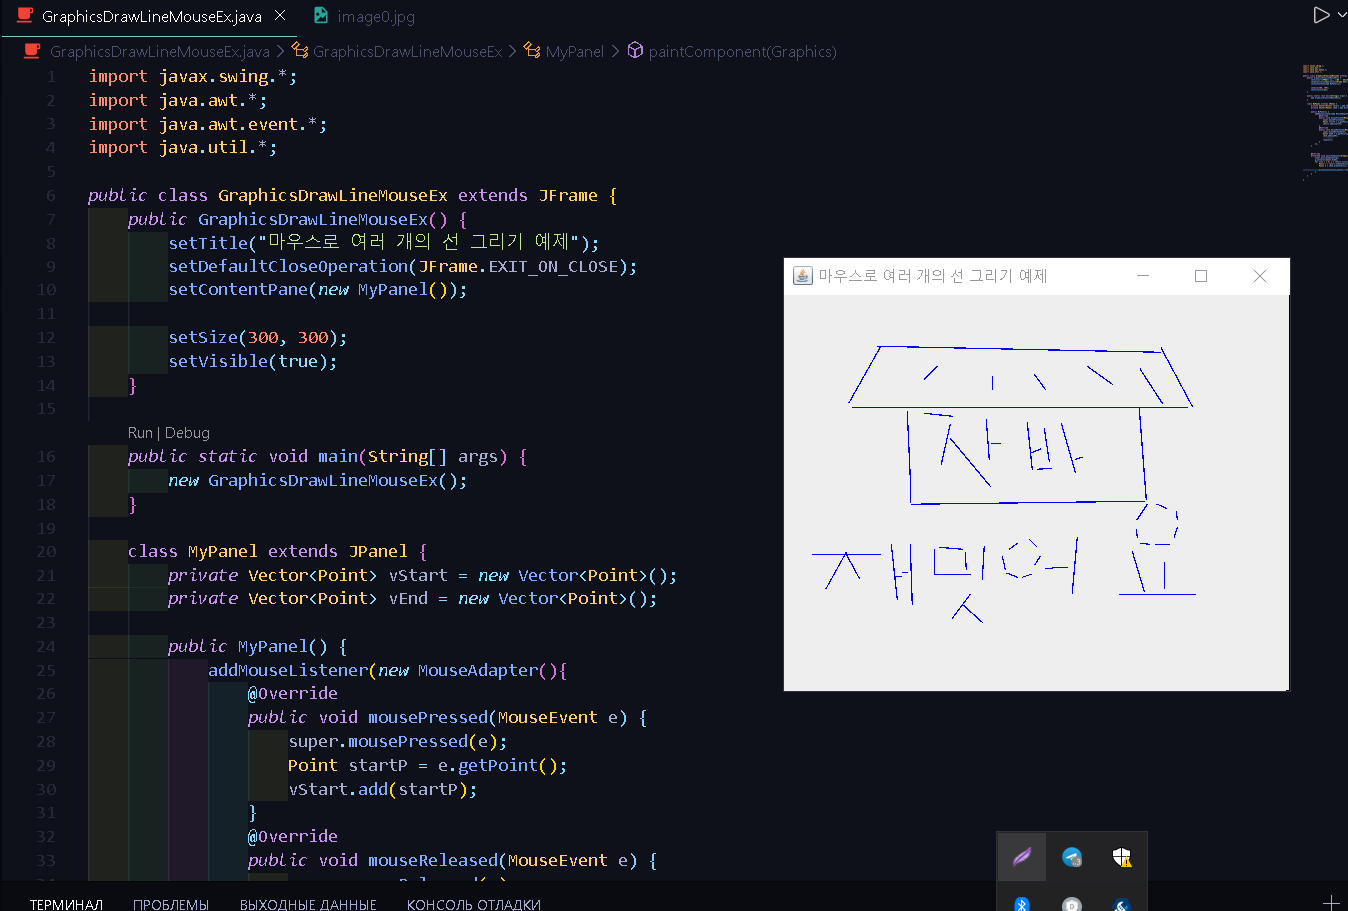 GraphicsDrawLineMouseEx.java
image0.jpg
GraphicsDrawLineMouseEx.java > GraphicsDrawLineMouseEx > MyPanel > paintComponent(Graphics)
1 import javax.swing.*;
2 import java.awt.*;
3 import java.awt.event.*;
4 import java.util.*;
5
6 public class GraphicsDrawLineMouseEx extends JFrame {
7 public GraphicsDrawLineMouseEx() {
8 setTitle("마우스로 여러 개의 선 그리기 예제");
9 setDefaultCloseOperation(JFrame.EXIT_ON_CLOSE);
10 setContentPane(new MyPanel());
11
12 setSize(300, 300);
13 setVisible(true);
14 }
15
Run | Debug
16 public static void main(String[] args) {
17 new GraphicsDrawLineMouseEx();
18 }
19
20 class MyPanel extends JPanel {
21 private Vector<Point> vStart = new Vector<Point>();
22 private Vector<Point> vEnd = new Vector<Point>();
23
24 public MyPanel() {
25 addMouseListener(new MouseAdapter(){
26 @Override
27 public void mousePressed(MouseEvent e) {
28 super.mousePressed(e);
29 Point startP = e.getPoint();
30 vStart.add(startP);
31 }
32 @Override
33 public void mouseReleased(MouseEvent e) {
마우스로 여러 개의 선 그리기 예제
자바
재밌어요
ТЕРМИНАЛ ПРОБЛЕМЫ ВЫХОДНЫЕ ДАННЫЕ КОНСОЛЬ ОТЛАДКИ